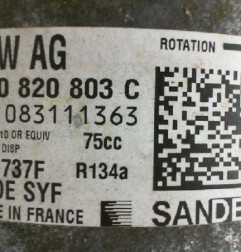 W AG
ROTATION
0 820 803 C
083111363
10 OR EQUIV
75cc
DISP
737F
R134a
DE SYF
E IN FRANCE
SANDE